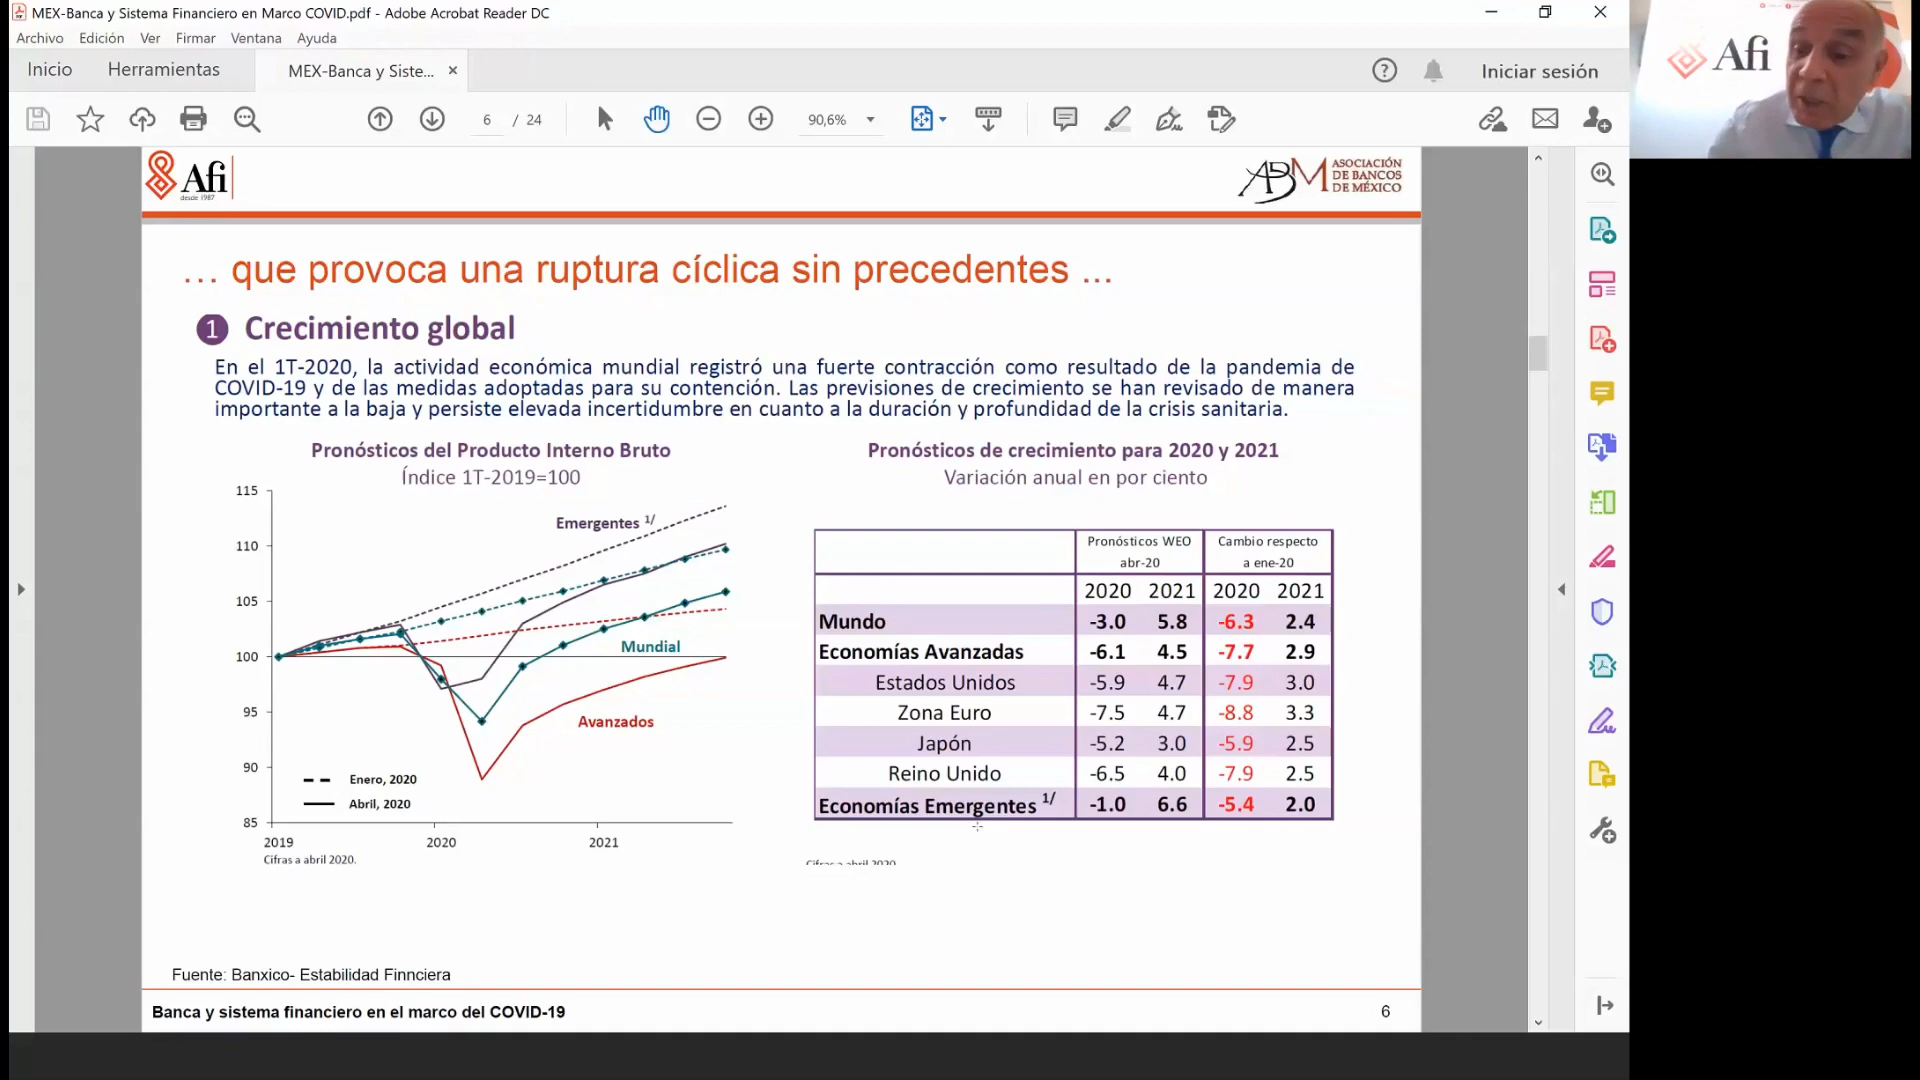 MEX-Banca y Sistema Financiero en Marco COVID.pdf - Adobe Acrobat Reader DC
Archivo Edición Ver Firmar Ventana Ayuda
Inicio Herramientas MEX-Banca y Siste... × Iniciar sesión
6 / 24 90,6%
Afi
Afi
desde 1987
ABM ASOCIACIÓN
DE BANCOS
DE MÉXICO
... que provoca una ruptura cíclica sin precedentes ...
1 Crecimiento global
En el 1T-2020, la actividad económica mundial registró una fuerte contracción como resultado de la pandemia de
COVID-19 y de las medidas adoptadas para su contención. Las previsiones de crecimiento se han revisado de manera
importante a la baja y persiste elevada incertidumbre en cuanto a la duración y profundidad de la crisis sanitaria.
Pronósticos del Producto Interno Bruto
Índice 1T-2019=100
115
110
105
100
95
90
85
Emergentes 1/
Mundial
Avanzados
Enero, 2020
Abril, 2020
2019 2020 2021
Cifras a abril 2020.
Pronósticos de crecimiento para 2020 y 2021
Variación anual en por ciento
Pronósticos WEO Cambio respecto
abr-20 a ene-20
2020 2021 2020 2021
Mundo -3.0 5.8 -6.3 2.4
Economías Avanzadas -6.1 4.5 -7.7 2.9
Estados Unidos -5.9 4.7 -7.9 3.0
Zona Euro -7.5 4.7 -8.8 3.3
Japón -5.2 3.0 -5.9 2.5
Reino Unido -6.5 4.0 -7.9 2.5
Economías Emergentes 1/ -1.0 6.6 -5.4 2.0
Cifras a abril 2020
Fuente: Banxico- Estabilidad Finnciera
Banca y sistema financiero en el marco del COVID-19 6